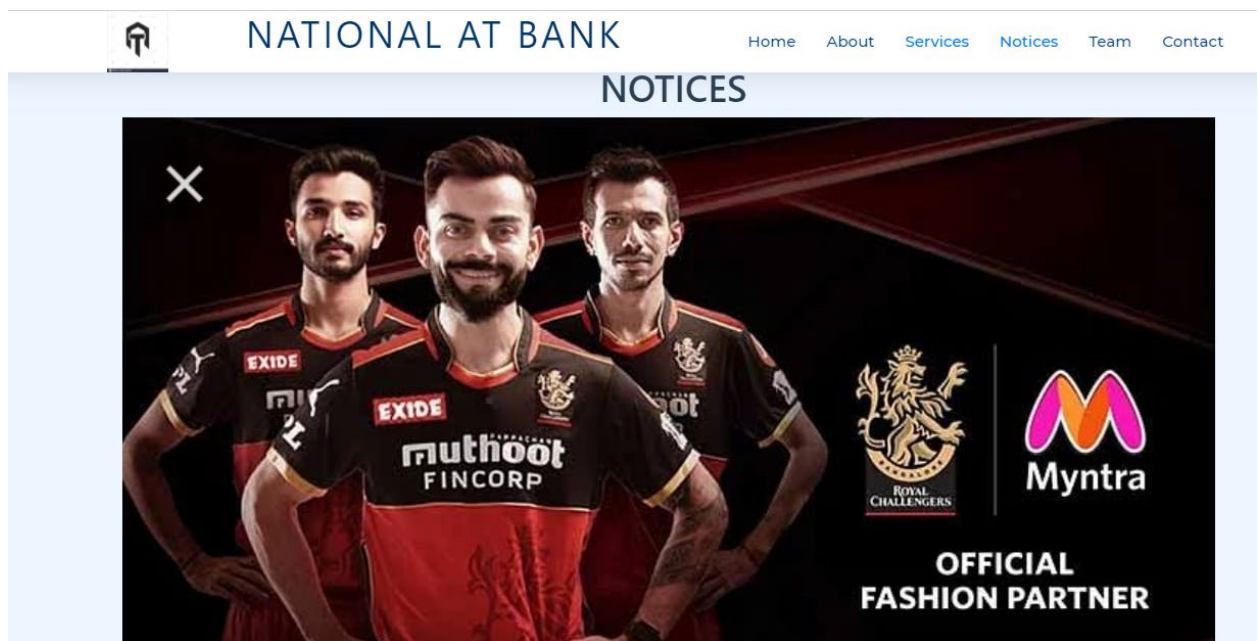 NATIONAL AT BANK
Home About Services Notices Team Contact
NOTICES
EXIDE
EXIDE
muthoot
FINCORP
BANGALORE
ROYAL
CHALLENGERS
Myntra
OFFICIAL
FASHION PARTNER